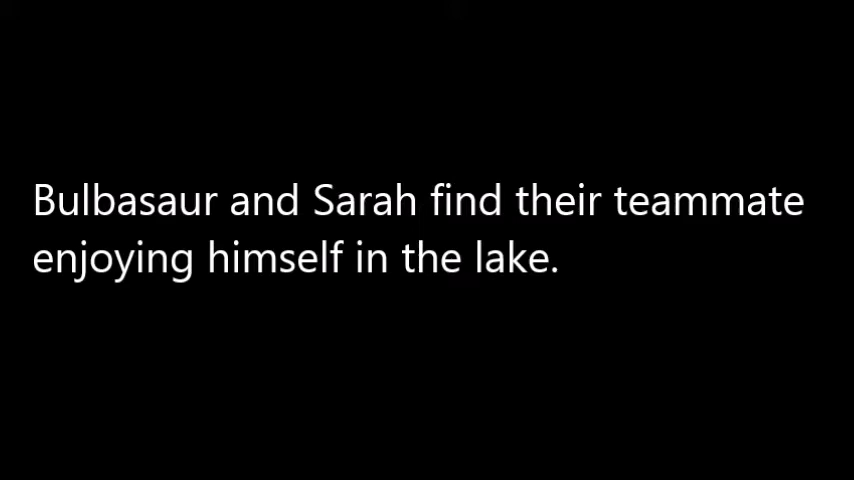 Bulbasaur and Sarah find their teammate
enjoying himself in the lake.